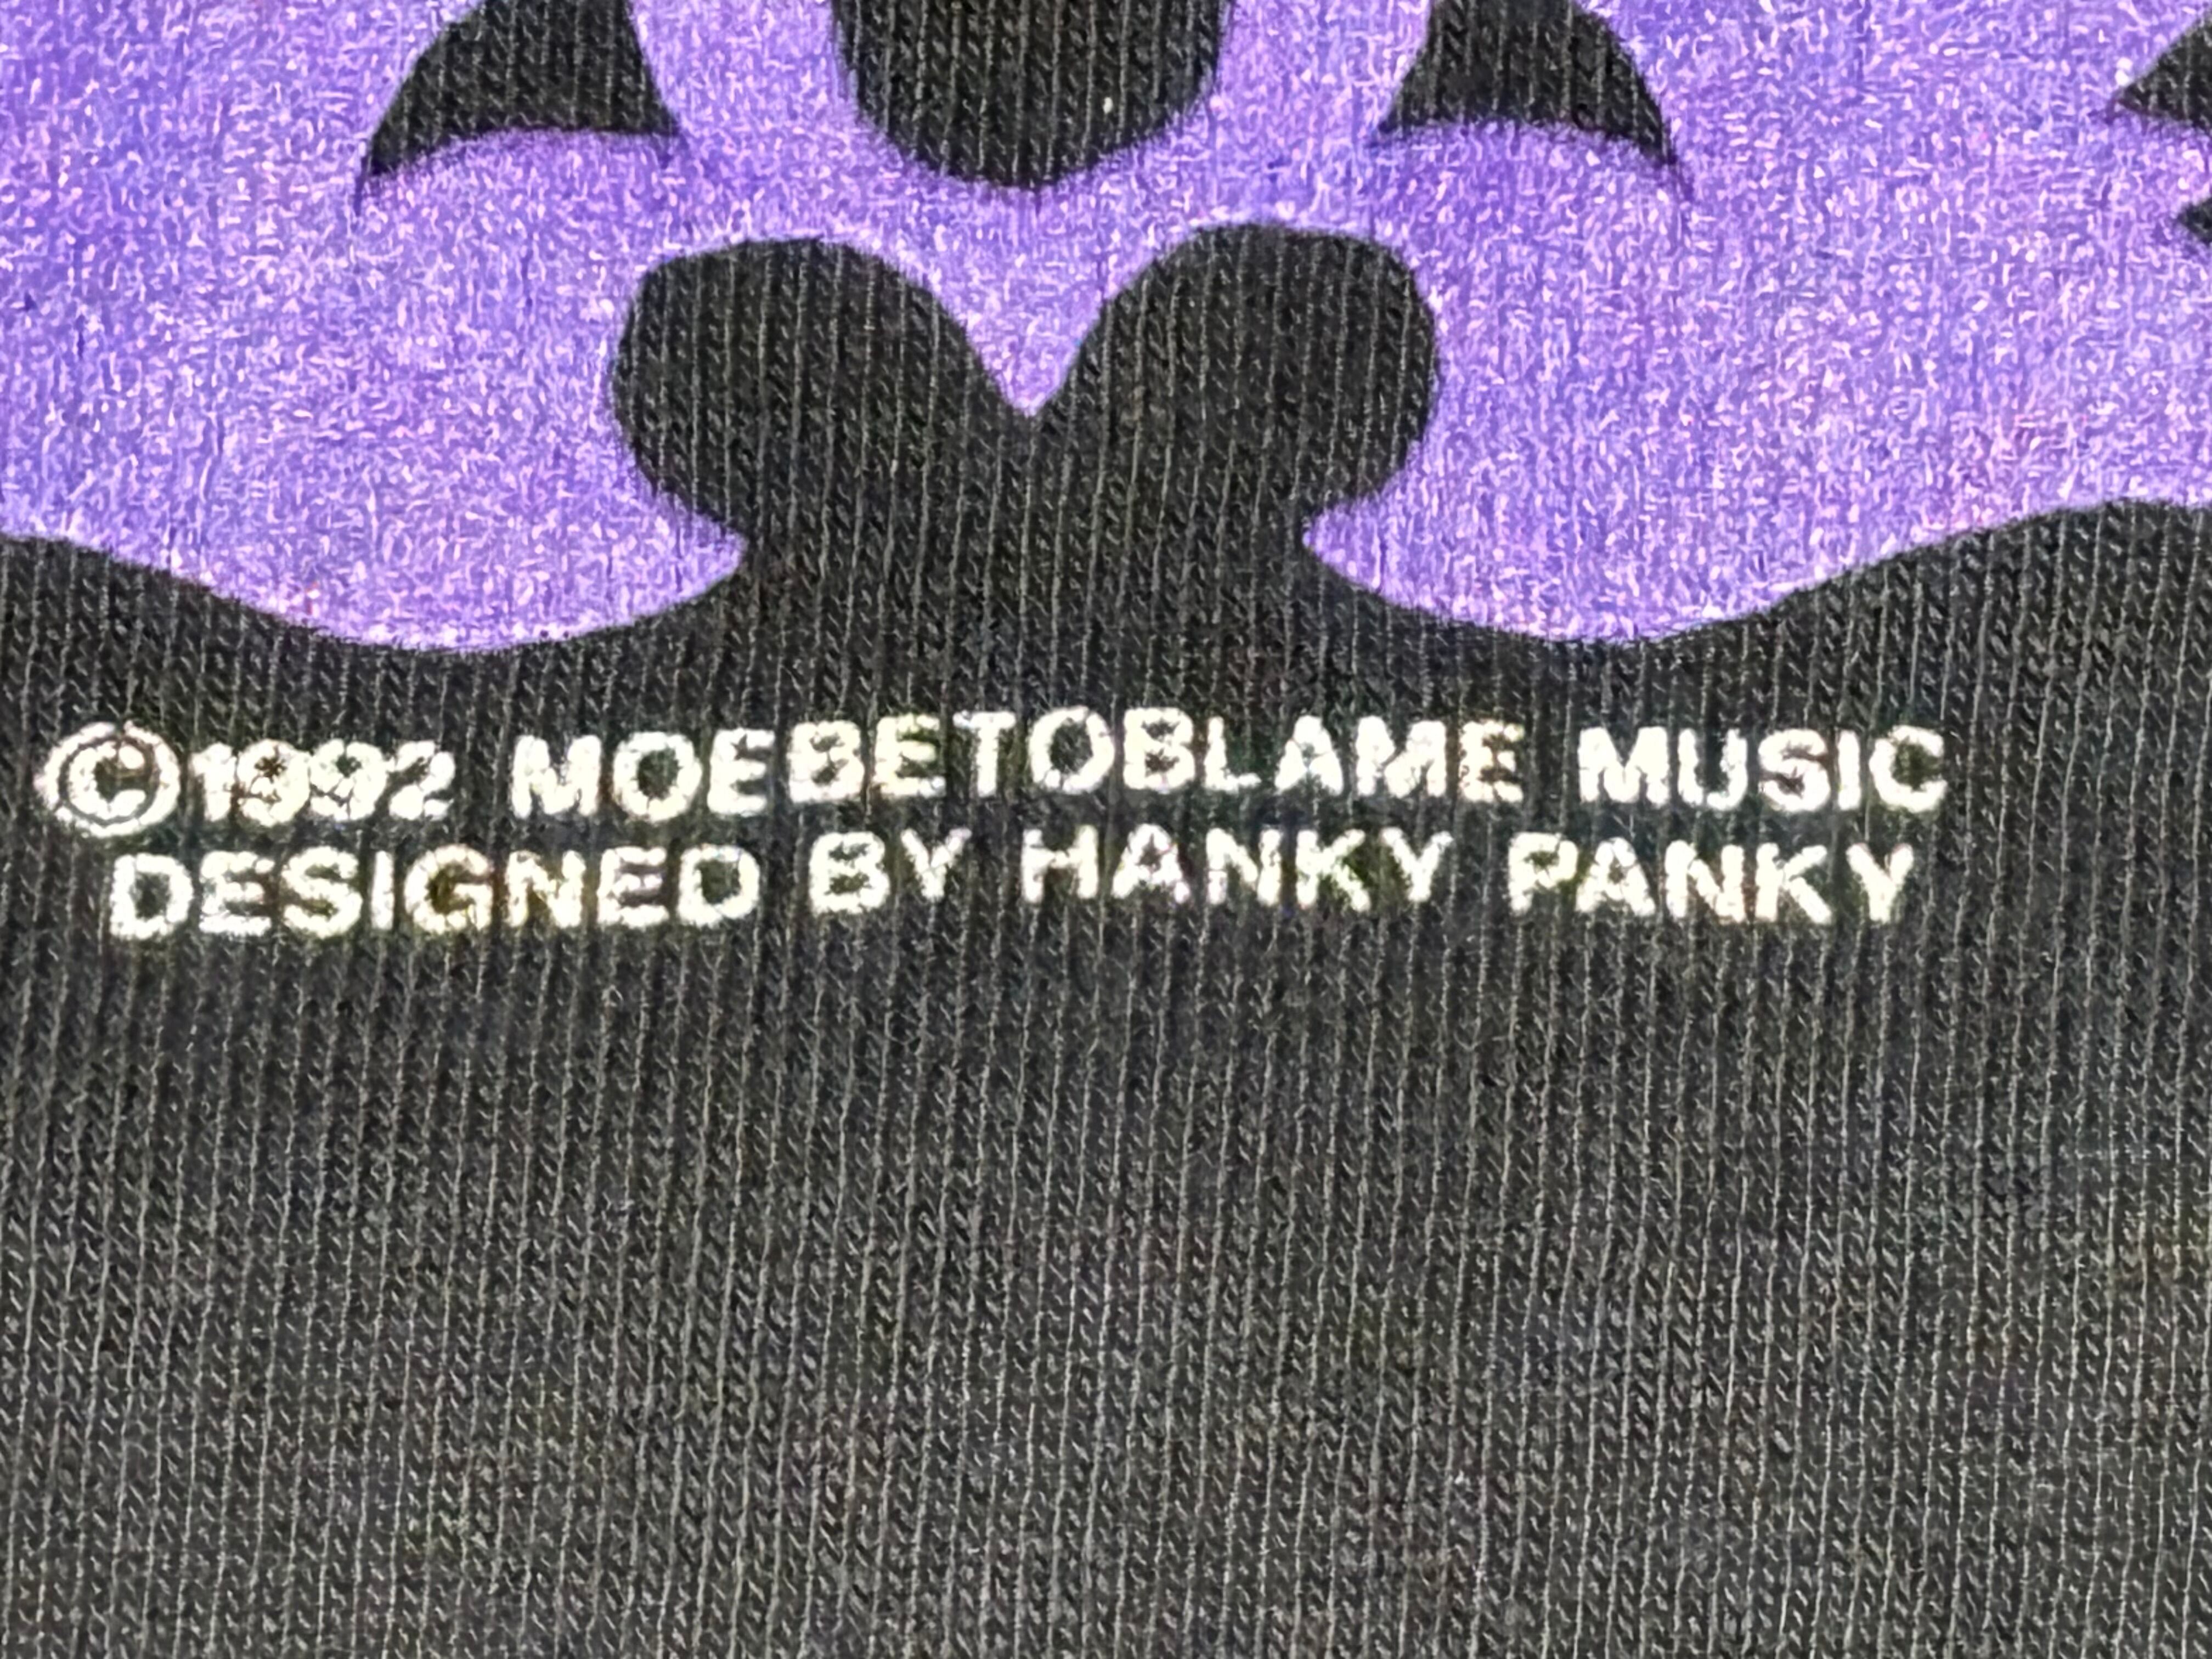 ©1992 MOEBETOBLAME MUSIC
DESIGNED BY HANKY PANKY